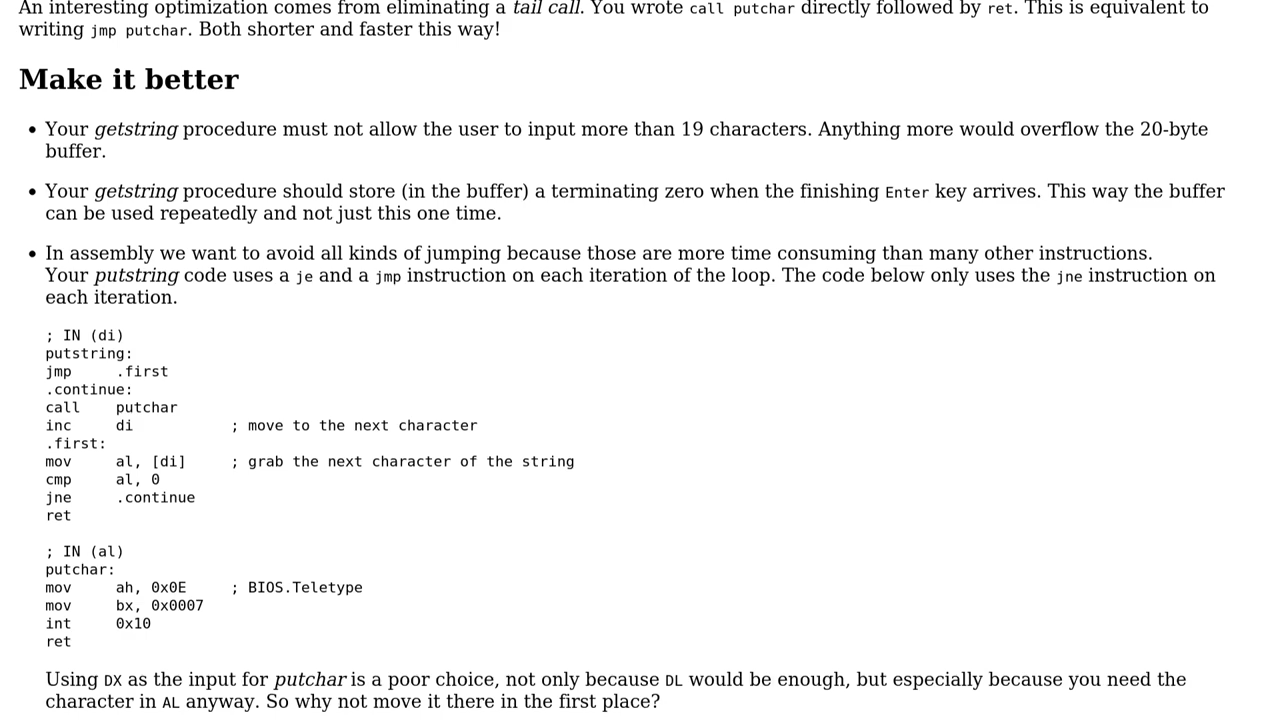 An interesting optimization comes from eliminating a tail call. You wrote call putchar directly followed by ret. This is equivalent to
writing jmp putchar. Both shorter and faster this way!
Make it better
• Your getstring procedure must not allow the user to input more than 19 characters. Anything more would overflow the 20-byte
buffer.
• Your getstring procedure should store (in the buffer) a terminating zero when the finishing Enter key arrives. This way the buffer
can be used repeatedly and not just this one time.
• In assembly we want to avoid all kinds of jumping because those are more time consuming than many other instructions.
Your putstring code uses a je and a jmp instruction on each iteration of the loop. The code below only uses the jne instruction on
each iteration.
; IN (di)
putstring:
jmp     .first
.continue:
call    putchar
inc     di           ; move to the next character
.first:
mov     al, [di]     ; grab the next character of the string
cmp     al, 0
jne     .continue
ret
; IN (al)
putchar:
mov     ah, 0x0E     ; BIOS.Teletype
mov     bx, 0x0007
int     0x10
ret
Using DX as the input for putchar is a poor choice, not only because DL would be enough, but especially because you need the
character in AL anyway. So why not move it there in the first place?